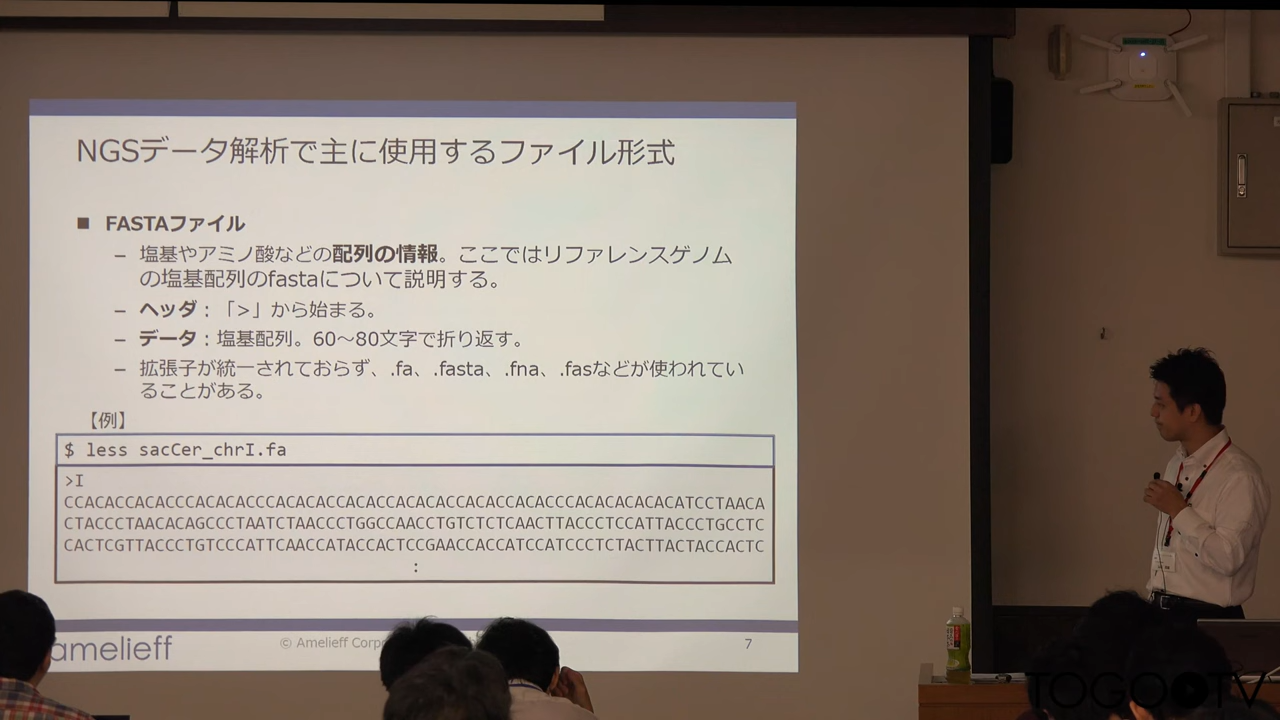 NGSデータ解析で主に使用するファイル形式
■ FASTAファイル
– 塩基やアミノ酸などの配列の情報。ここではリファレンスゲノム
の塩基配列のfastaについて説明する。
– ヘッダ：「>」から始まる。
– データ：塩基配列。60～80文字で折り返す。
– 拡張子が統一されておらず、.fa、.fasta、.fna、.fasなどが使われてい
ることがある。
【例】
$ less sacCer_chrI.fa
>I
CCACACCACACCCACACACCCACACACCACACCACACACCACACCACACCCACACACACACATCCTAACA
CTACCCTAACACAGCCCTAATCTAACCCTGGCCAACCTGTCTCTCAACTTACCCTCCATTACCCTGCCTC
CACTCGTTACCCTGTCCCATTCAACCATACCACTCCGAACCACCATCCATCCCTCTACTTACTACCACTC
:
amelieff
© Amelieff
7
TOGOTV